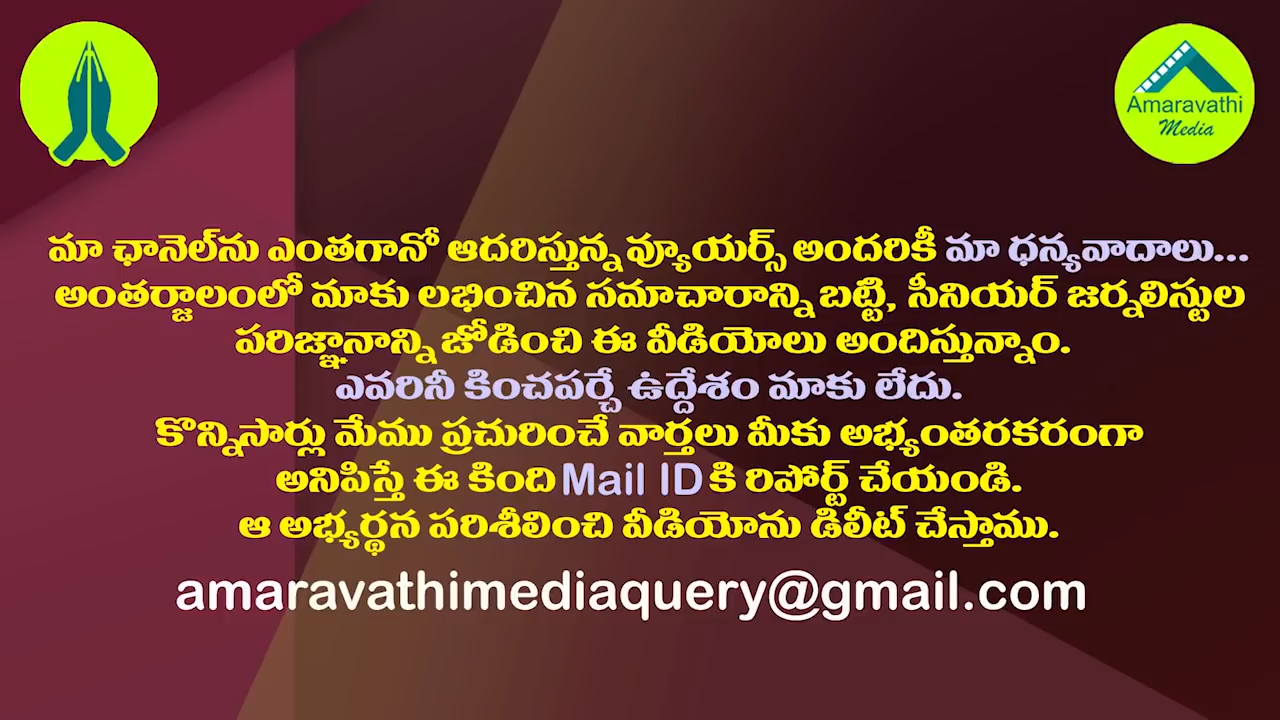 Amaravathi
Media
మా ఛానెల్‌ను ఎంతగానో ఆదరిస్తున్న వ్యూయర్స్ అందరికీ మా ధన్యవాదాలు...
అంతర్జాలంలో మాకు లభించిన సమాచారాన్ని బట్టి, సీనియర్ జర్నలిస్టుల
పరిజ్ఞానాన్ని జోడించి ఈ వీడియోలు అందిస్తున్నాం.
ఎవరినీ కించపర్చే ఉద్దేశం మాకు లేదు.
కొన్నిసార్లు మేము ప్రచురించే వార్తలు మీకు అభ్యంతరకరంగా
అనిపిస్తే ఈ కింది Mail ID కి రిపోర్ట్ చేయండి.
ఆ అభ్యర్థన పరిశీలించి వీడియోను డిలీట్ చేస్తాము.
amaravathimediaquery@gmail.com